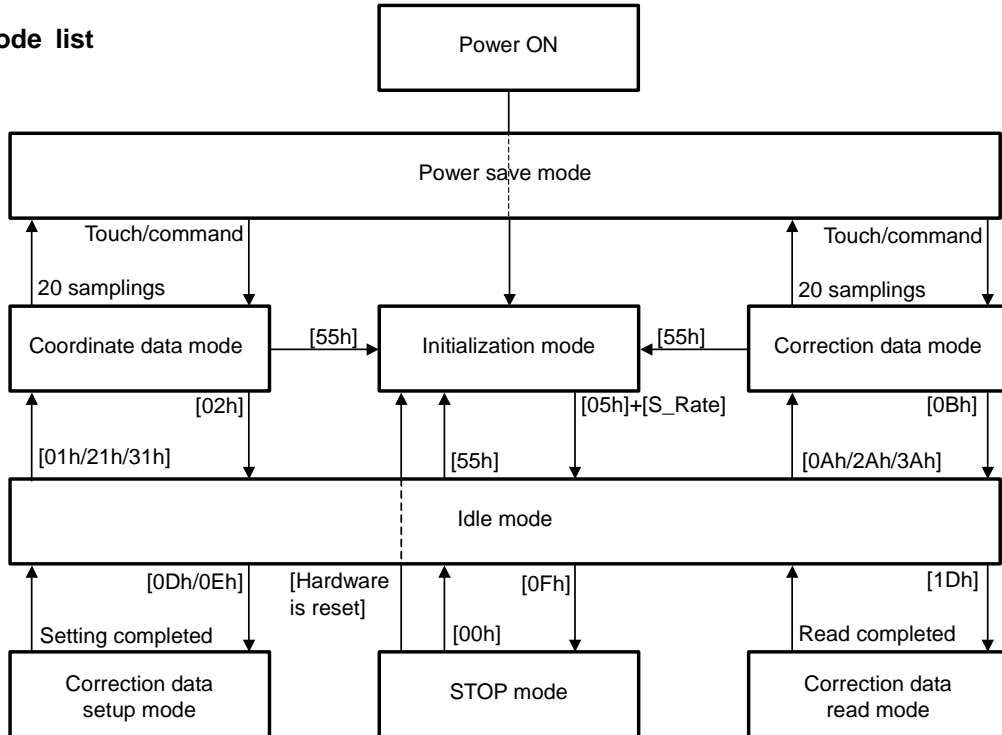 ode list
Power ON
Power save mode
Touch/command
Touch/command
20 samplings
20 samplings
Coordinate data mode
[55h]
Initialization mode
[55h]
Correction data mode
[02h]
[05h]+[S_Rate]
[0Bh]
[01h/21h/31h]
[55h]
[0Ah/2Ah/3Ah]
Idle mode
[0Dh/0Eh]
[Hardware
is reset]
[0Fh]
[1Dh]
Setting completed
[00h]
Read completed
Correction data
setup mode
STOP mode
Correction data
read mode